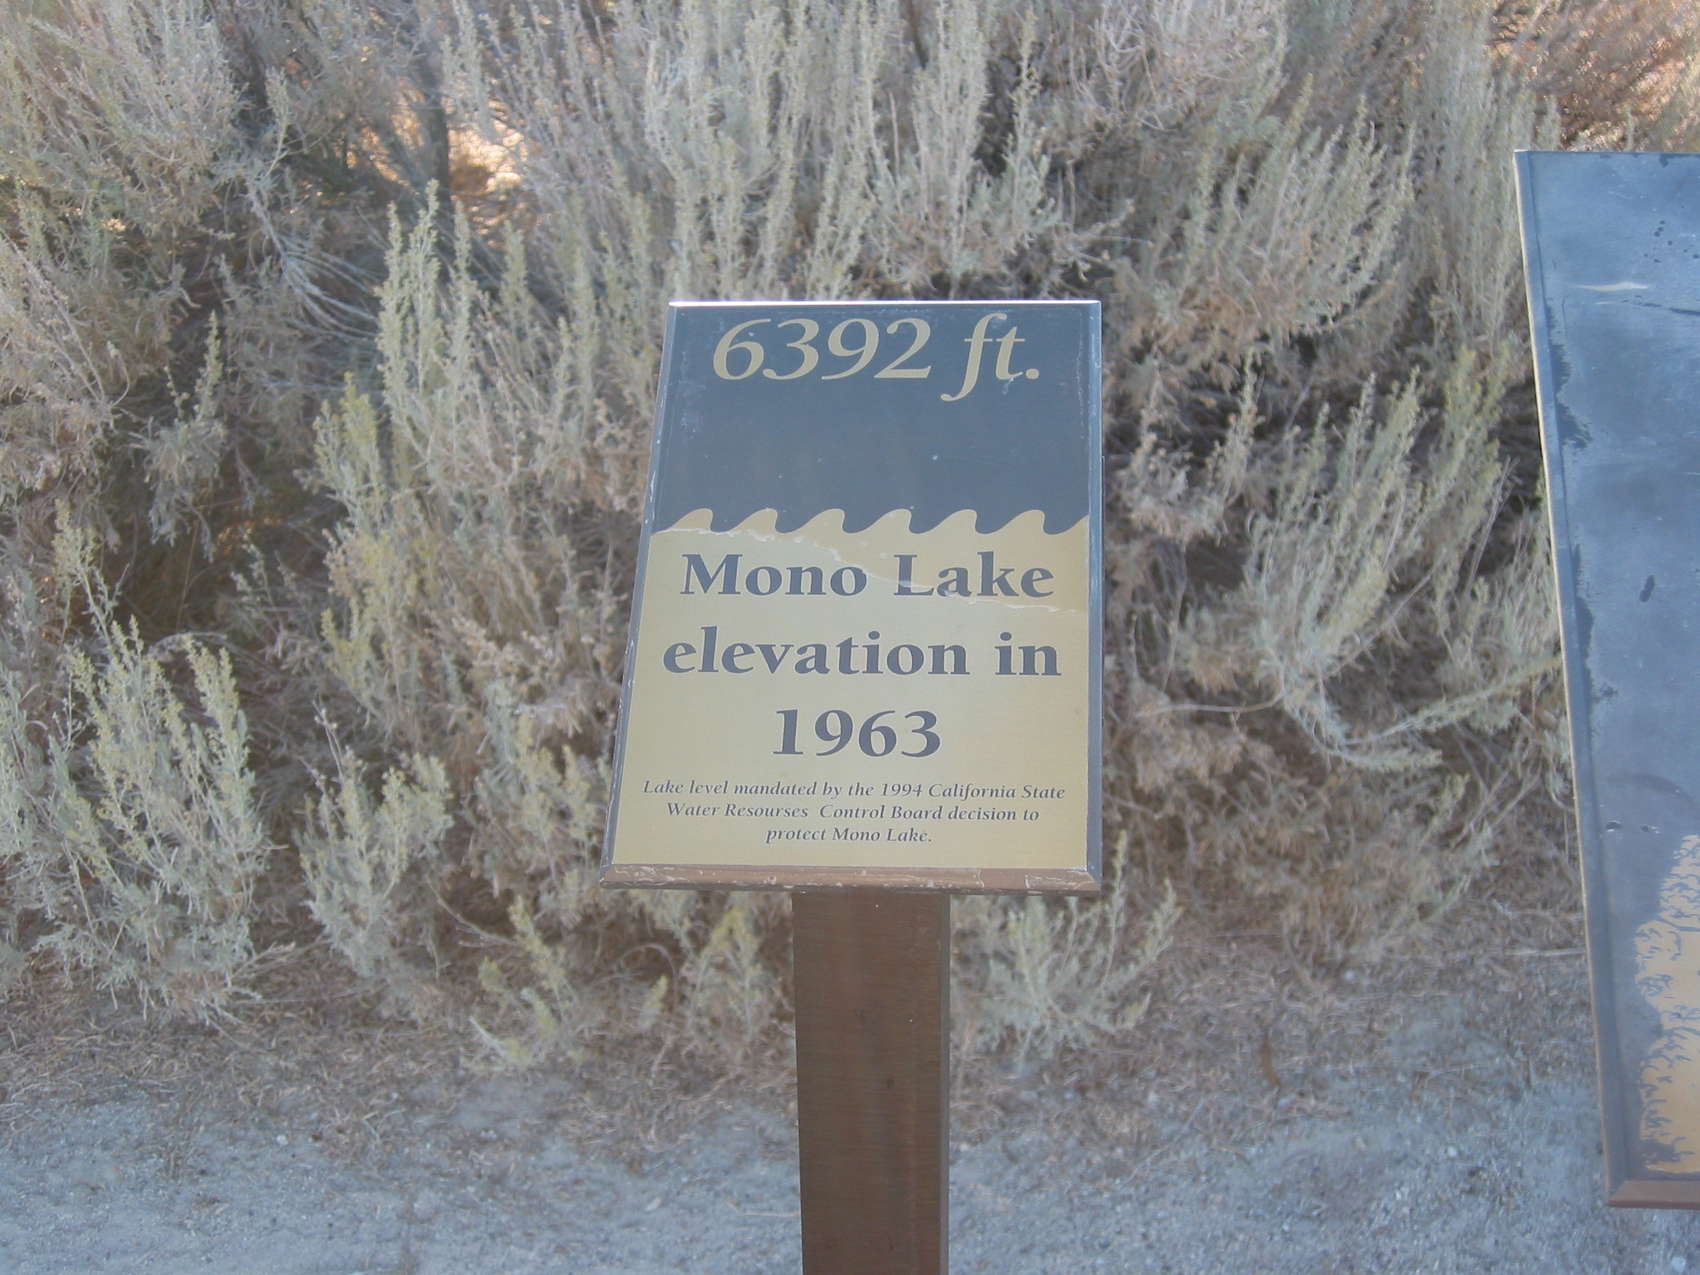 6392 ft.
Mono Lake
elevation in
1963
Lake level mandated by the 1994 California State
Water Resourses Control Board decision to
protect Mono Lake.